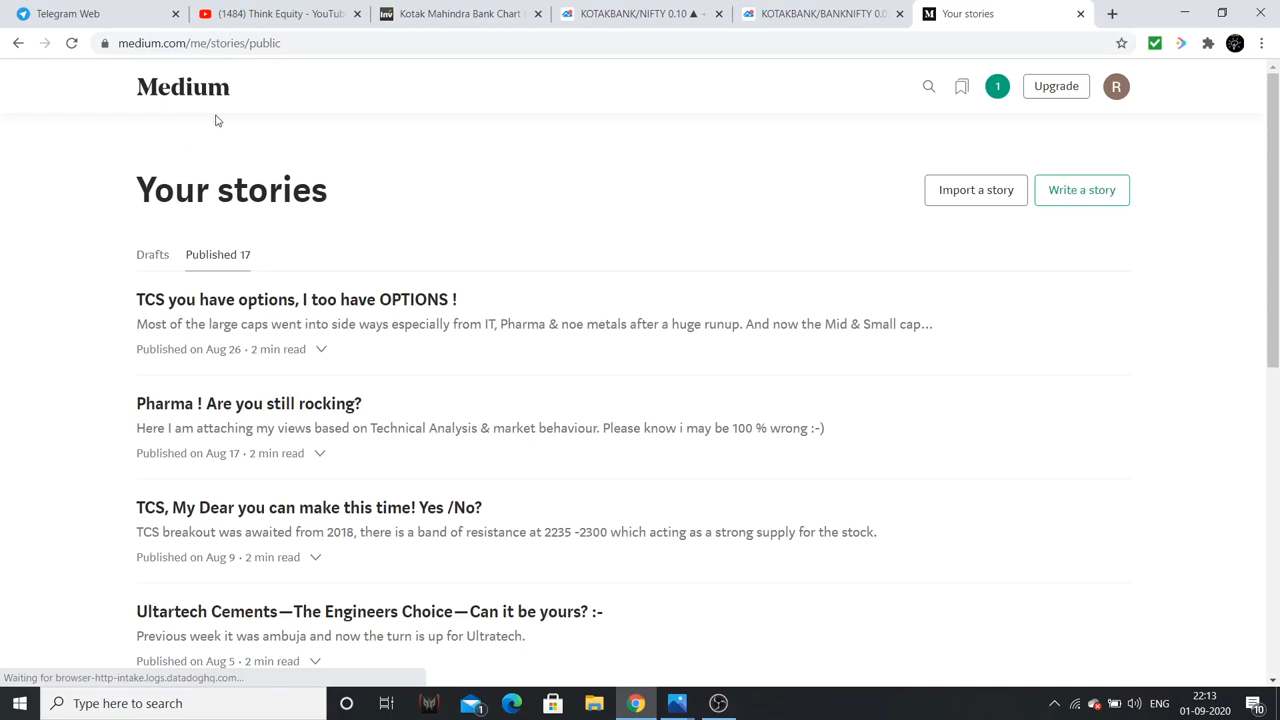 Telegram Web
(1484) Think Equity - YouTub
Kotak Mahindra Bank Chart (
KOTAKBANK/NIFTY 0.10 ▲ +
KOTAKBANK/BANKNIFTY 0.0
Your stories
medium.com/me/stories/public
Medium
1
Upgrade
R
Your stories
Import a story
Write a story
Drafts
Published 17
TCS you have options, I too have OPTIONS !
Most of the large caps went into side ways especially from IT, Pharma & noe metals after a huge runup. And now the Mid & Small cap…
Published on Aug 26 · 2 min read
Pharma ! Are you still rocking?
Here I am attaching my views based on Technical Analysis & market behaviour. Please know i may be 100 % wrong :-)
Published on Aug 17 · 2 min read
TCS, My Dear you can make this time! Yes /No?
TCS breakout was awaited from 2018, there is a band of resistance at 2235 -2300 which acting as a strong supply for the stock.
Published on Aug 9 · 2 min read
Ultartech Cements — The Engineers Choice — Can it be yours? :-
Previous week it was ambuja and now the turn is up for Ultratech.
Published on Aug 5 · 2 min read
Waiting for browser-http-intake.logs.datadoghq.com...
Type here to search
1
ENG
22:13
01-09-2020
10